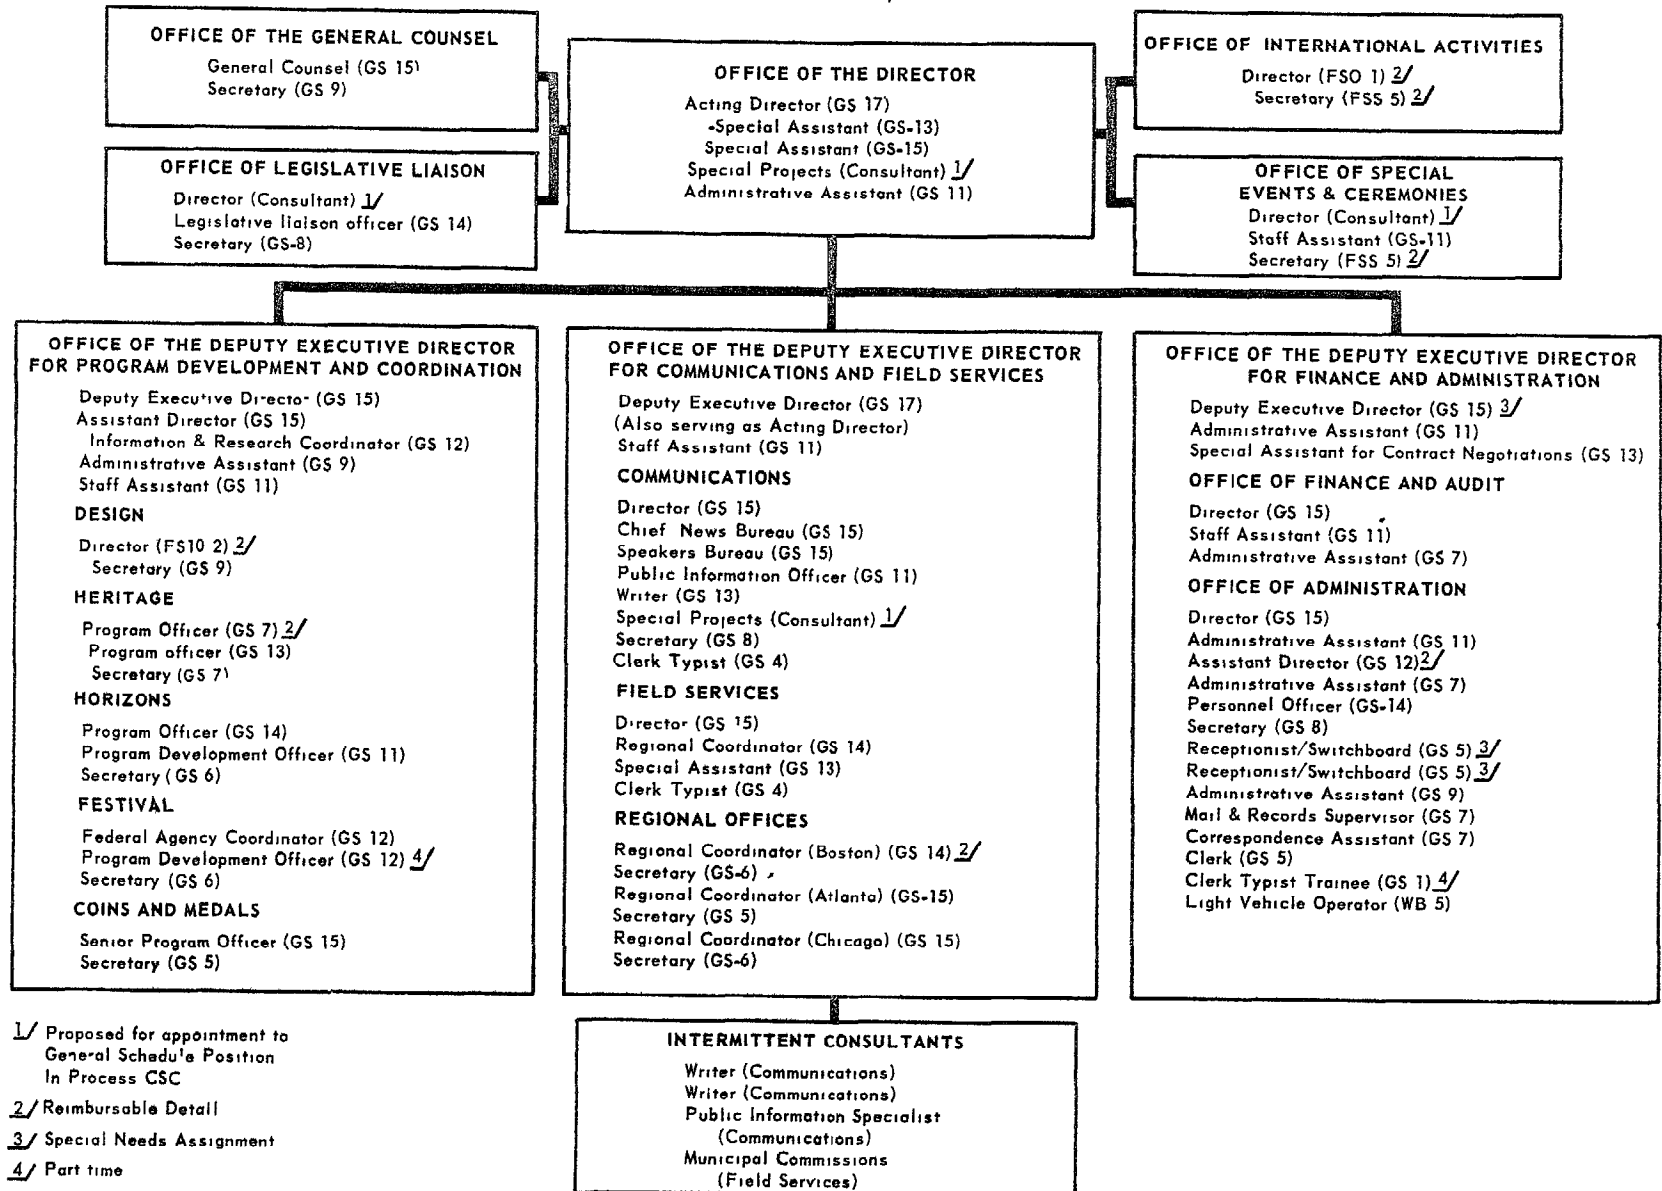 OFFICE OF THE GENERAL COUNSEL
General Counsel (GS 15)
Secretary (GS 9)
OFFICE OF LEGISLATIVE LIAISON
Director (Consultant) 1/
Legislative liaison officer (GS 14)
Secretary (GS-8)
OFFICE OF THE DIRECTOR
Acting Director (GS 17)
-Special Assistant (GS-13)
Special Assistant (GS-15)
Special Projects (Consultant) 1/
Administrative Assistant (GS 11)
OFFICE OF INTERNATIONAL ACTIVITIES
Director (FSO 1) 2/
Secretary (FSS 5) 2/
OFFICE OF SPECIAL
EVENTS & CEREMONIES
Director (Consultant) 1/
Staff Assistant (GS-11)
Secretary (FSS 5) 2/
OFFICE OF THE DEPUTY EXECUTIVE DIRECTOR
FOR PROGRAM DEVELOPMENT AND COORDINATION
Deputy Executive Director (GS 15)
Assistant Director (GS 15)
Information & Research Coordinator (GS 12)
Administrative Assistant (GS 9)
Staff Assistant (GS 11)
DESIGN
Director (FS10 2) 2/
Secretary (GS 9)
HERITAGE
Program Officer (GS 7) 2/
Program officer (GS 13)
Secretary (GS 7)
HORIZONS
Program Officer (GS 14)
Program Development Officer (GS 11)
Secretary (GS 6)
FESTIVAL
Federal Agency Coordinator (GS 12)
Program Development Officer (GS 12) 4/
Secretary (GS 6)
COINS AND MEDALS
Senior Program Officer (GS 15)
Secretary (GS 5)
OFFICE OF THE DEPUTY EXECUTIVE DIRECTOR
FOR COMMUNICATIONS AND FIELD SERVICES
Deputy Executive Director (GS 17)
(Also serving as Acting Director)
Staff Assistant (GS 11)
COMMUNICATIONS
Director (GS 15)
Chief News Bureau (GS 15)
Speakers Bureau (GS 15)
Public Information Officer (GS 11)
Writer (GS 13)
Special Projects (Consultant) 1/
Secretary (GS 8)
Clerk Typist (GS 4)
FIELD SERVICES
Director (GS 15)
Regional Coordinator (GS 14)
Special Assistant (GS 13)
Clerk Typist (GS 4)
REGIONAL OFFICES
Regional Coordinator (Boston) (GS 14) 2/
Secretary (GS-6)
Regional Coordinator (Atlanta) (GS-15)
Secretary (GS 5)
Regional Coordinator (Chicago) (GS 15)
Secretary (GS-6)
OFFICE OF THE DEPUTY EXECUTIVE DIRECTOR
FOR FINANCE AND ADMINISTRATION
Deputy Executive Director (GS 15) 3/
Administrative Assistant (GS 11)
Special Assistant for Contract Negotiations (GS 13)
OFFICE OF FINANCE AND AUDIT
Director (GS 15)
Staff Assistant (GS 11)
Administrative Assistant (GS 7)
OFFICE OF ADMINISTRATION
Director (GS 15)
Administrative Assistant (GS 11)
Assistant Director (GS 12) 2/
Administrative Assistant (GS 7)
Personnel Officer (GS-14)
Secretary (GS 8)
Receptionist/Switchboard (GS 5) 3/
Receptionist/Switchboard (GS 5) 3/
Administrative Assistant (GS 9)
Mail & Records Supervisor (GS 7)
Correspondence Assistant (GS 7)
Clerk (GS 5)
Clerk Typist Trainee (GS 1) 4/
Light Vehicle Operator (WB 5)
INTERMITTENT CONSULTANTS
Writer (Communications)
Writer (Communications)
Public Information Specialist
(Communications)
Municipal Commissions
(Field Services)
1/ Proposed for appointment to
General Schedule Position
In Process CSC
2/ Reimbursable Detail
3/ Special Needs Assignment
4/ Part time